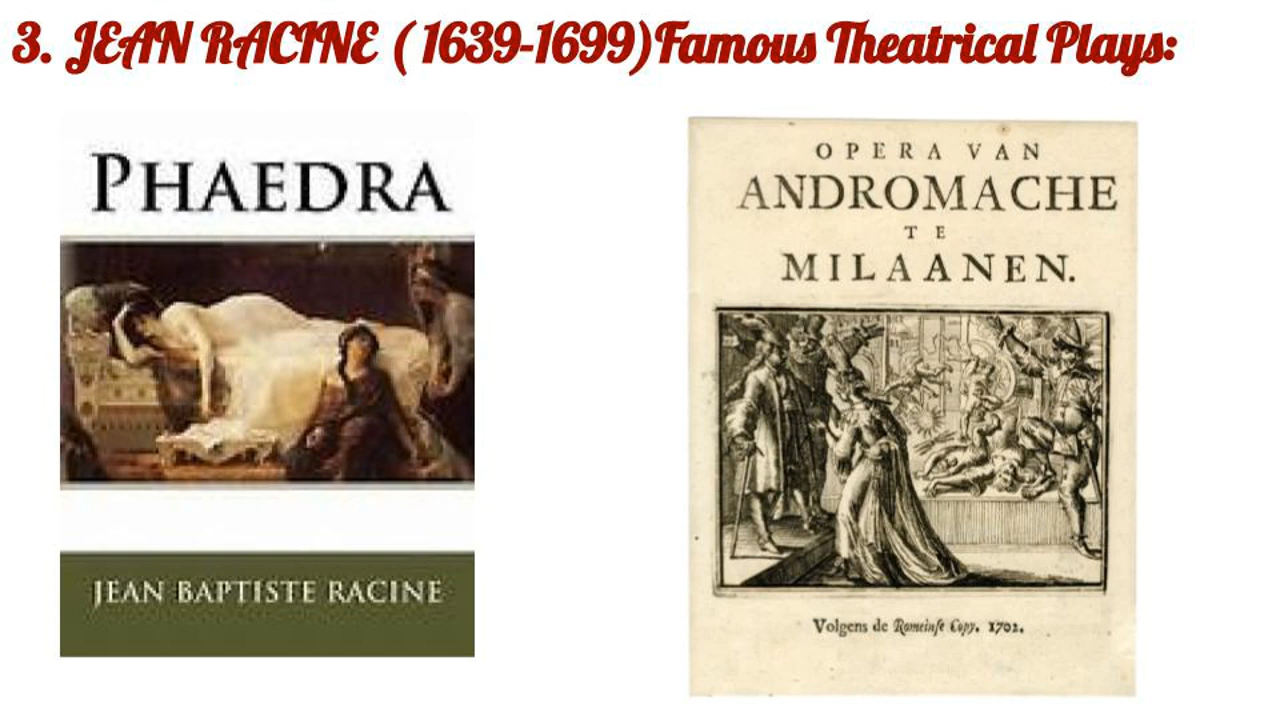 3. JEAN RACINE ( 1639-1699)Famous Theatrical Plays:
PHAEDRA
JEAN BAPTISTE RACINE
OPERA VAN
ANDROMACHE
TE
MILAANEN.
Volgens de Romeinse Copy. 1702.